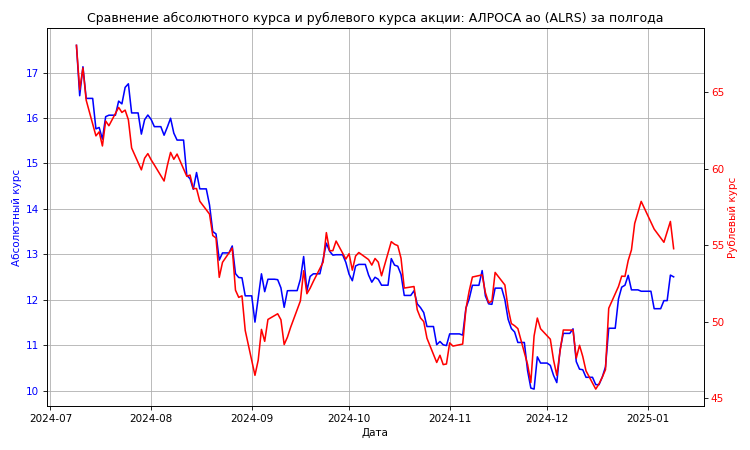 Сравнение абсолютного курса и рублевого курса акции: АЛРОСА ао (ALRS) за полгода
17
16
15
14
13
12
11
10
Абсолютный курс
65
60
55
50
45
Рублевый курс
2024-07 2024-08 2024-09 2024-10 2024-11 2024-12 2025-01
Дата